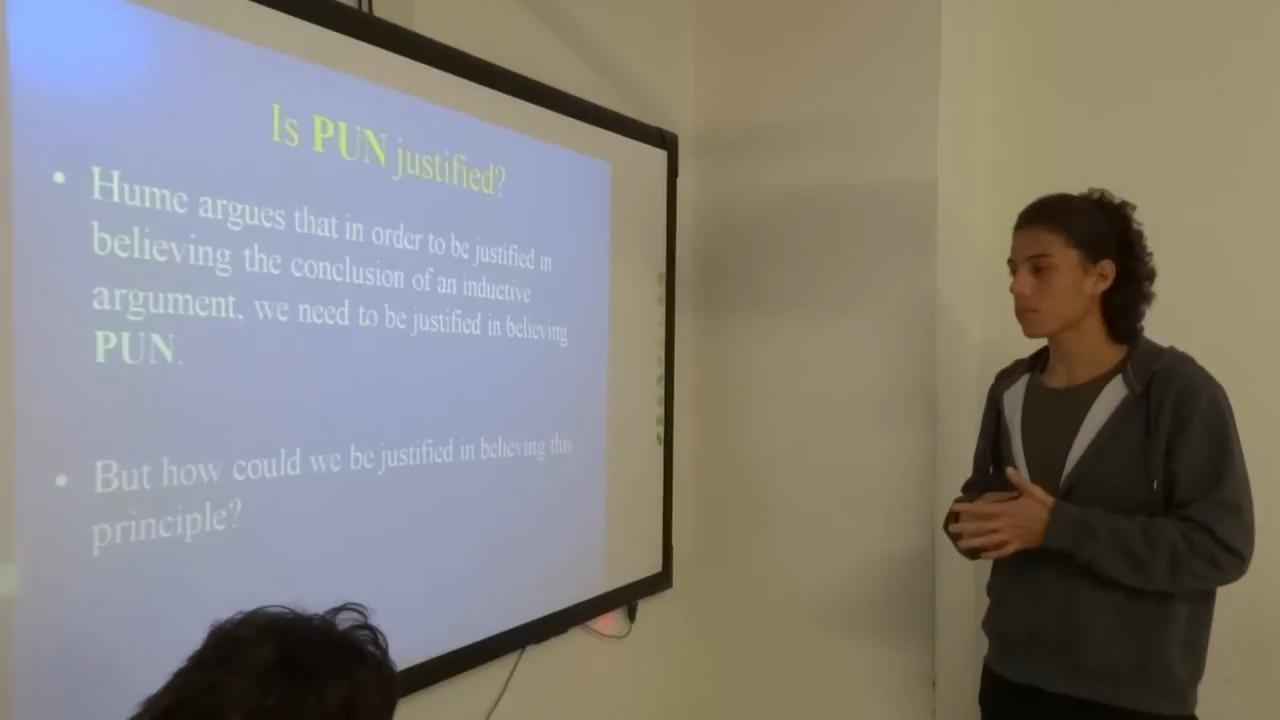 Is PUN justified?
• Hume argues that in order to be justified in
believing the conclusion of an inductive
argument, we need to be justified in believing
PUN.
• But how could we be justified in believing this
principle?